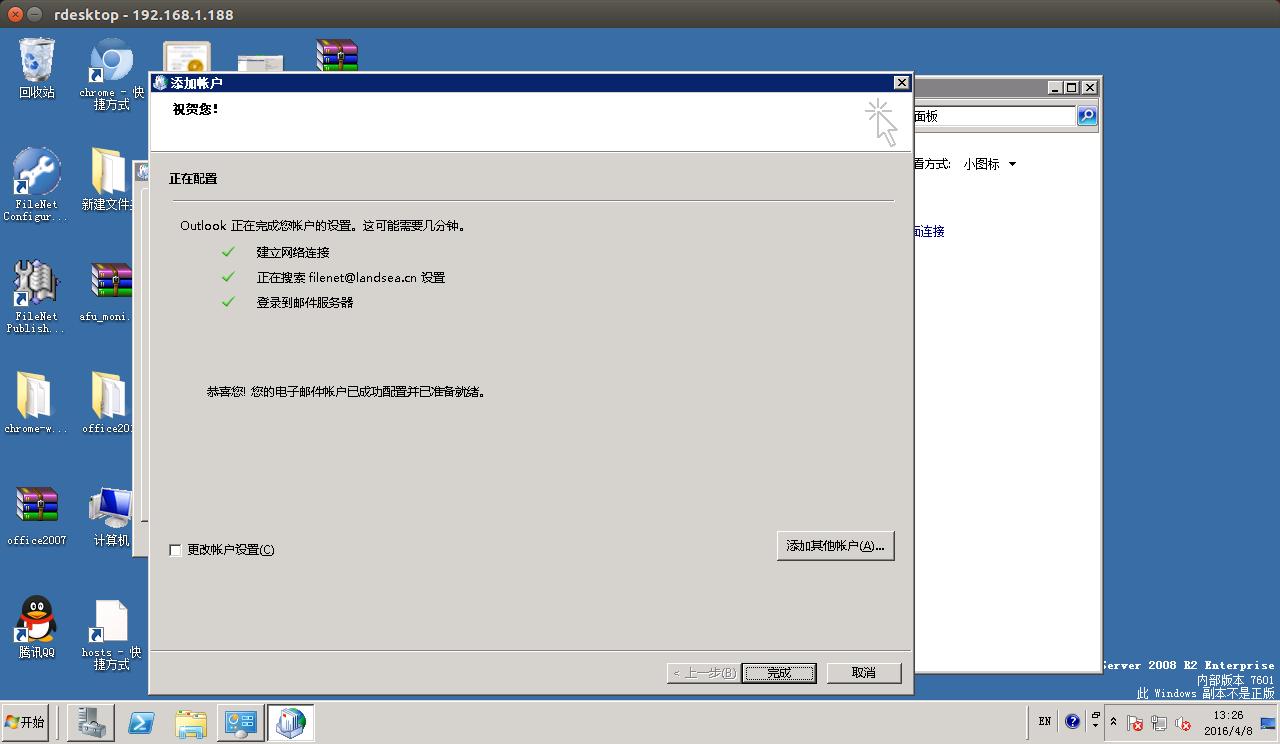 rdesktop - 192.168.1.188
回收站
chrome - 快
捷方式
FileNet
Configur...
新建文件夹
FileNet
Publish...
afu_moni.
chrome-w...
office20
office2007
计算机
腾讯QQ
hosts - 快
捷方式
添加帐户
祝贺您!
正在配置
Outlook 正在完成您帐户的设置。这可能需要几分钟。
建立网络连接
正在搜索 filenet@landsea.cn 设置
登录到邮件服务器
恭喜您! 您的电子邮件帐户已成功配置并已准备就绪。
更改帐户设置(C)
添加其他帐户(A)...
< 上一步(B)
完成
取消
面板
看方式: 小图标
面连接
Server 2008 R2 Enterprise
内部版本 7601
此 Windows 副本不是正版
开始
EN
13:26
2016/4/8